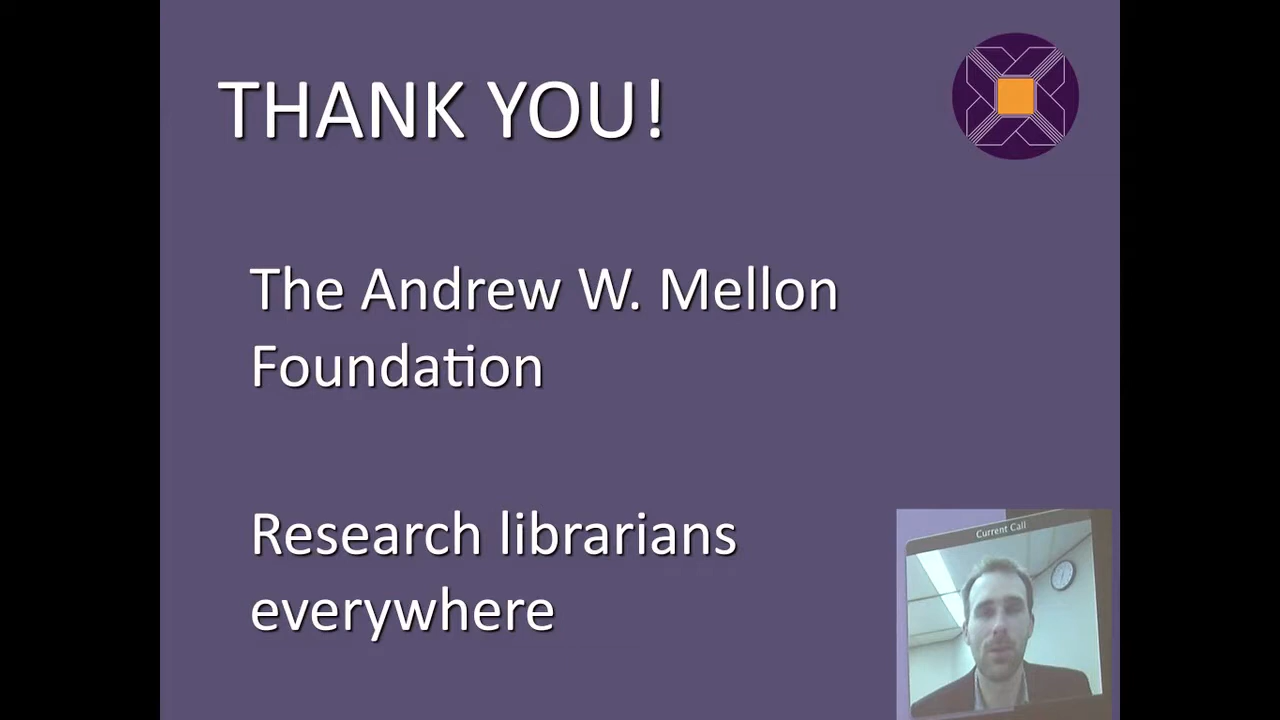 THANK YOU!
The Andrew W. Mellon
Foundation
Research librarians
everywhere
Current Call